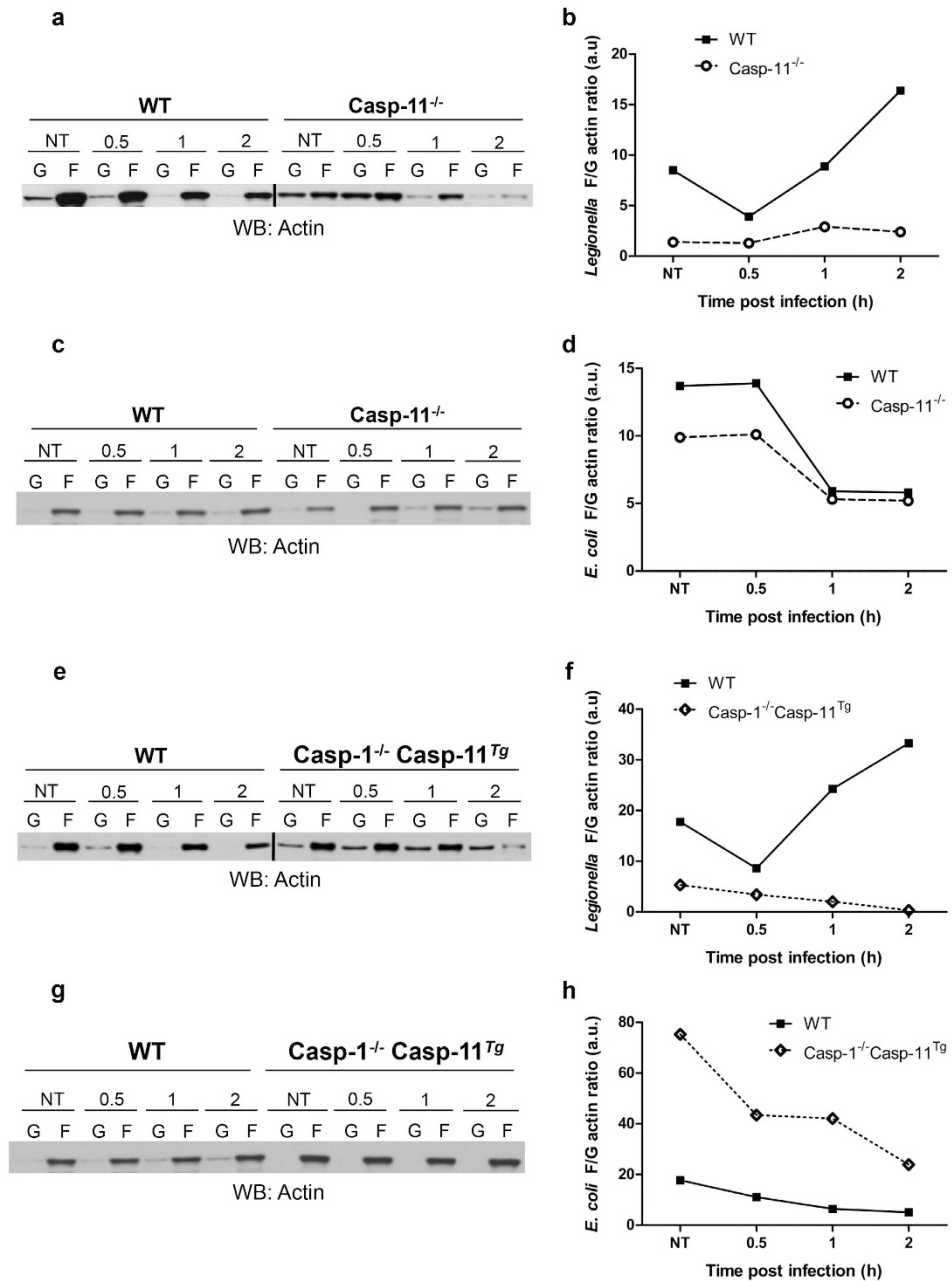 a
WT Casp-11-/-
NT 0.5 1 2 NT 0.5 1 2
G F G F G F G F G F G F G F G F
WB: Actin
b
WT
Casp-11-/-
Legionella F/G actin ratio (a.u)
20
15
10
5
0
NT 0.5 1 2
Time post infection (h)
c
WT Casp-11-/-
NT 0.5 1 2 NT 0.5 1 2
G F G F G F G F G F G F G F G F
WB: Actin
d
WT
Casp-11-/-
E. coli F/G actin ratio (a.u.)
15
10
5
0
NT 0.5 1 2
Time post infection (h)
e
WT Casp-1-/- Casp-11Tg
NT 0.5 1 2 NT 0.5 1 2
G F G F G F G F G F G F G F G F
WB: Actin
f
WT
Casp-1-/-Casp-11Tg
Legionella F/G actin ratio (a.u)
40
30
20
10
0
NT 0.5 1 2
Time post infection (h)
g
WT Casp-1-/- Casp-11Tg
NT 0.5 1 2 NT 0.5 1 2
G F G F G F G F G F G F G F G F
WB: Actin
h
WT
Casp-1-/-Casp-11Tg
E. coli F/G actin ratio (a.u.)
80
60
40
20
0
NT 0.5 1 2
Time post infection (h)